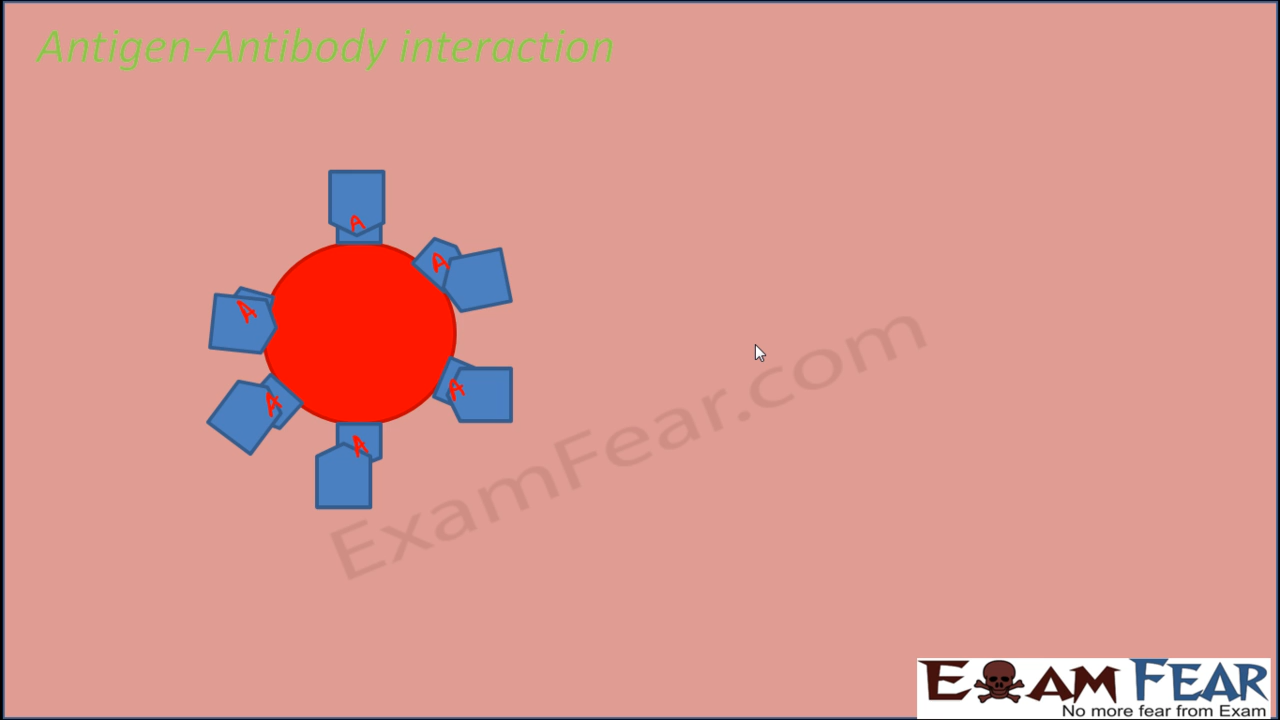 Antigen-Antibody interaction
A
A
A
A
A
A
ExamFear.com
EXAM FEAR
No more fear from Exam